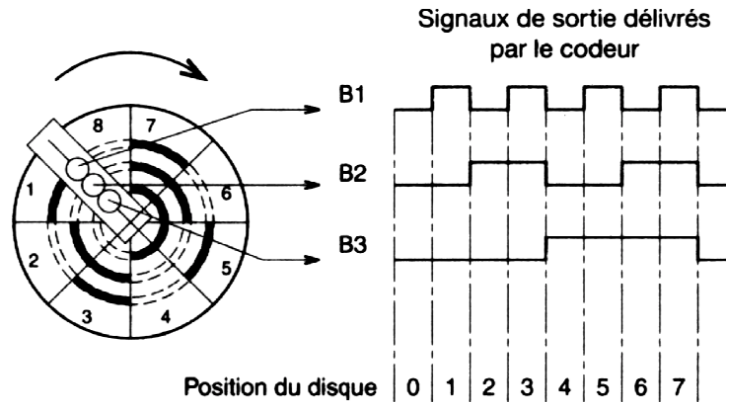 Signaux de sortie délivrés
par le codeur
B1
B2
B3
8 7
1 6
2 5
3 4
Position du disque 0 1 2 3 4 5 6 7